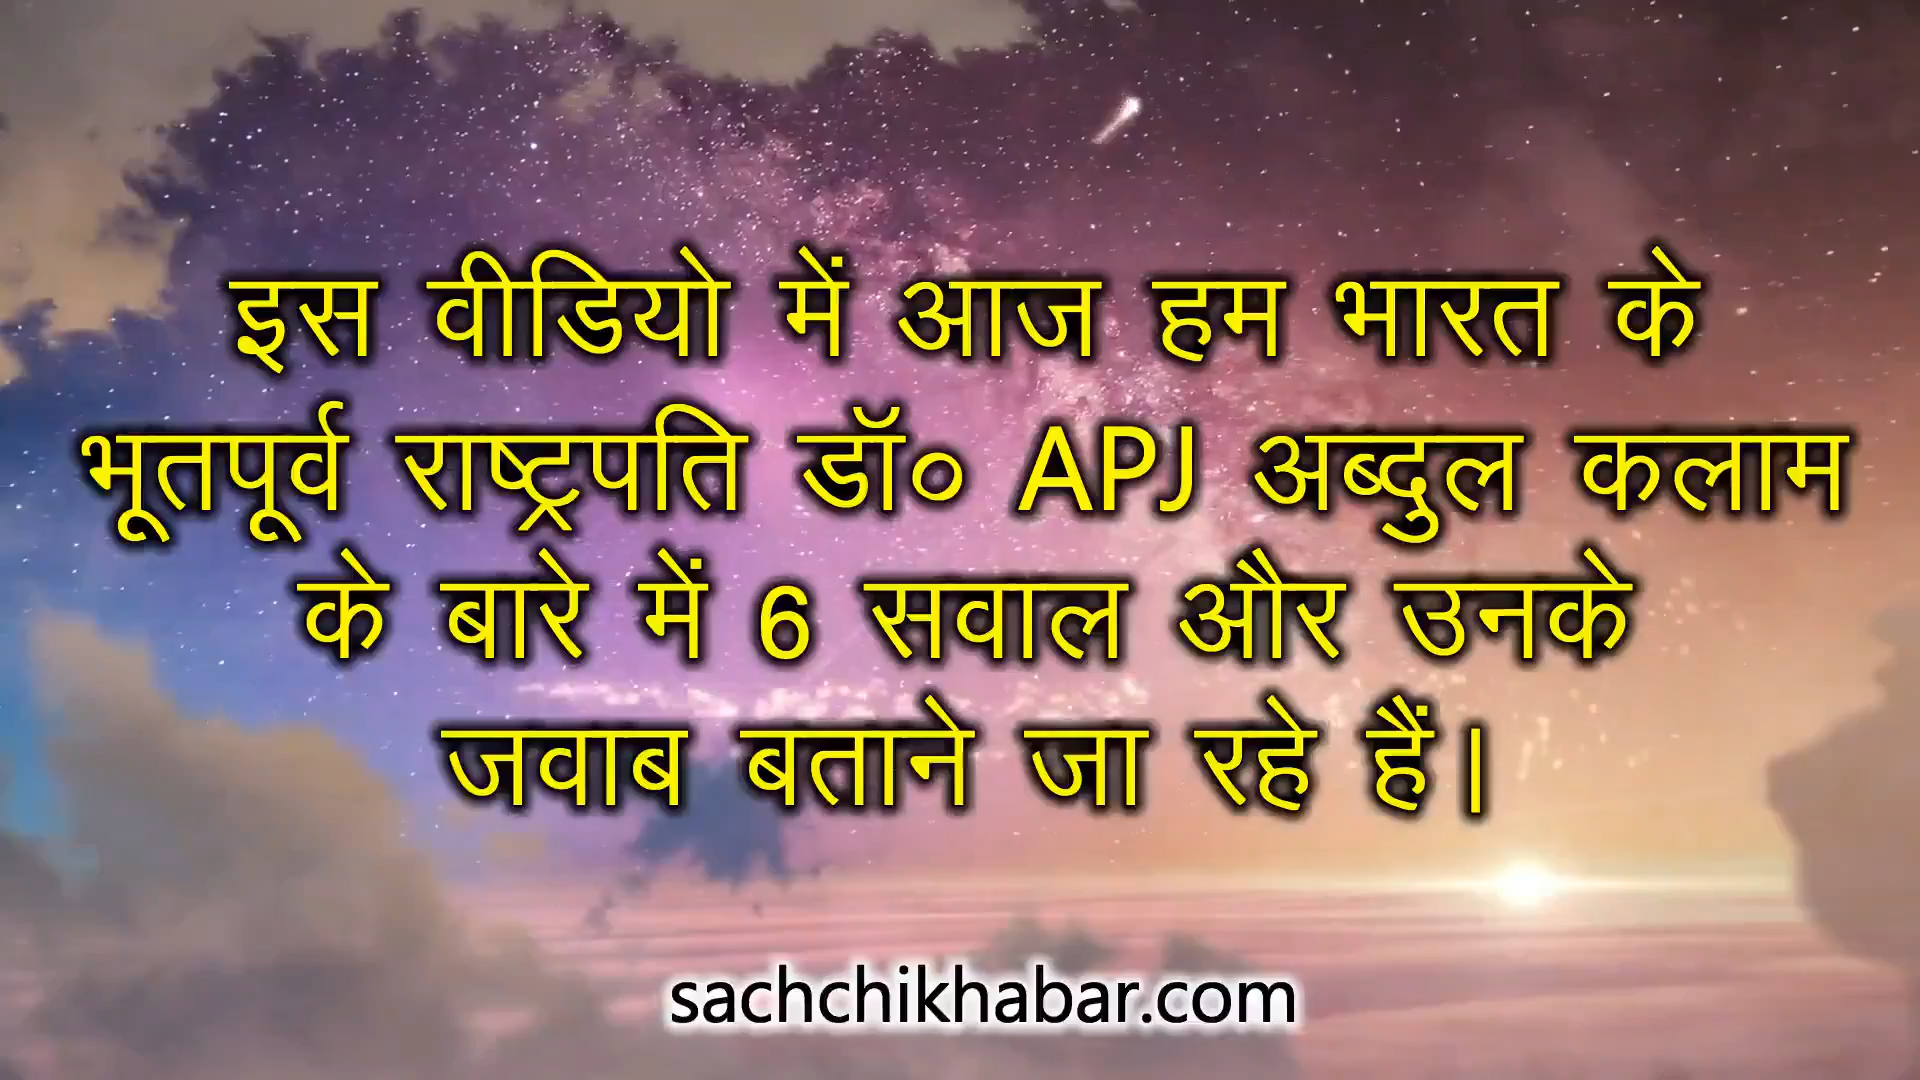 इस वीडियो में आज हम भारत के
भूतपूर्व राष्ट्रपति डॉ० APJ अब्दुल कलाम
के बारे में 6 सवाल और उनके
जवाब बताने जा रहे हैं।
sachchikhabar.com